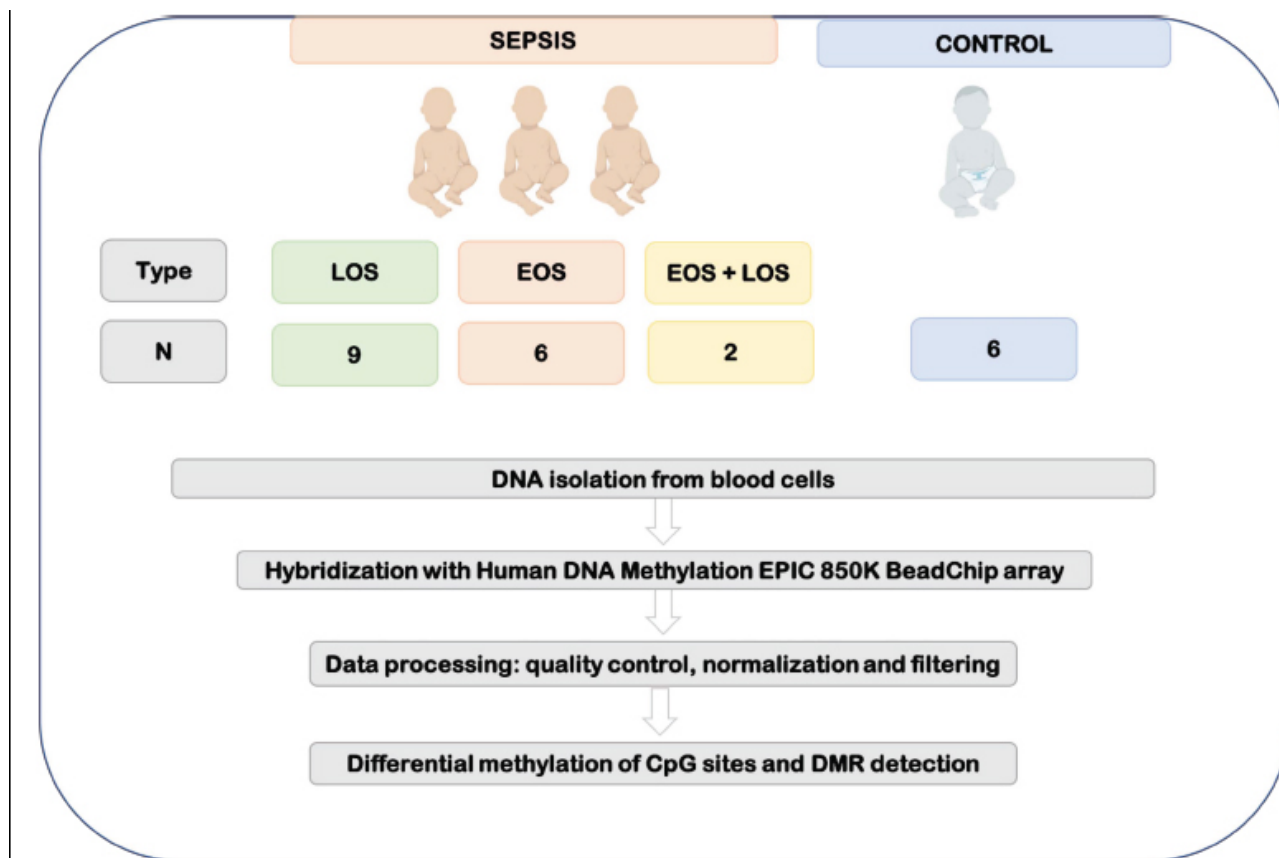 SEPSIS CONTROL
Type LOS EOS EOS + LOS
N 9 6 2 6
DNA isolation from blood cells
Hybridization with Human DNA Methylation EPIC 850K BeadChip array
Data processing: quality control, normalization and filtering
Differential methylation of CpG sites and DMR detection